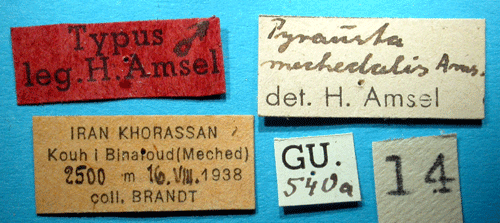 Typus ♂
leg. H. Amsel
Pyrausta
mechedalis Ams.
det. H. Amsel
IRAN KHORASSAN
Kouh i Binaloud (Meched)
2500 m 16.VIII.1938
coll. BRANDT
GU.
540a
14